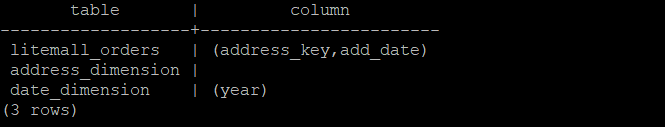 table       |         column
-------------------+------------------------
 litemall_orders   | (address_key,add_date)
 address_dimension |
 date_dimension    | (year)
(3 rows)